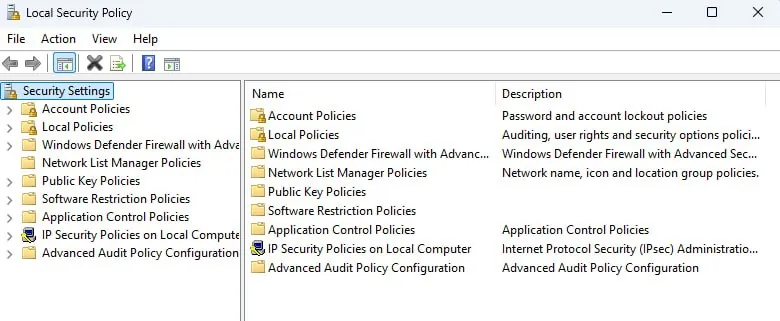 Local Security Policy
File Action View Help
Security Settings
Account Policies
Local Policies
Windows Defender Firewall with Adva
Network List Manager Policies
Public Key Policies
Software Restriction Policies
Application Control Policies
IP Security Policies on Local Compute
Advanced Audit Policy Configuration
Name Description
Account Policies Password and account lockout policies
Local Policies Auditing, user rights and security options polici...
Windows Defender Firewall with Advanc... Windows Defender Firewall with Advanced Sec...
Network List Manager Policies Network name, icon and location group policies.
Public Key Policies
Software Restriction Policies
Application Control Policies Application Control Policies
IP Security Policies on Local Computer Internet Protocol Security (IPsec) Administratio...
Advanced Audit Policy Configuration Advanced Audit Policy Configuration